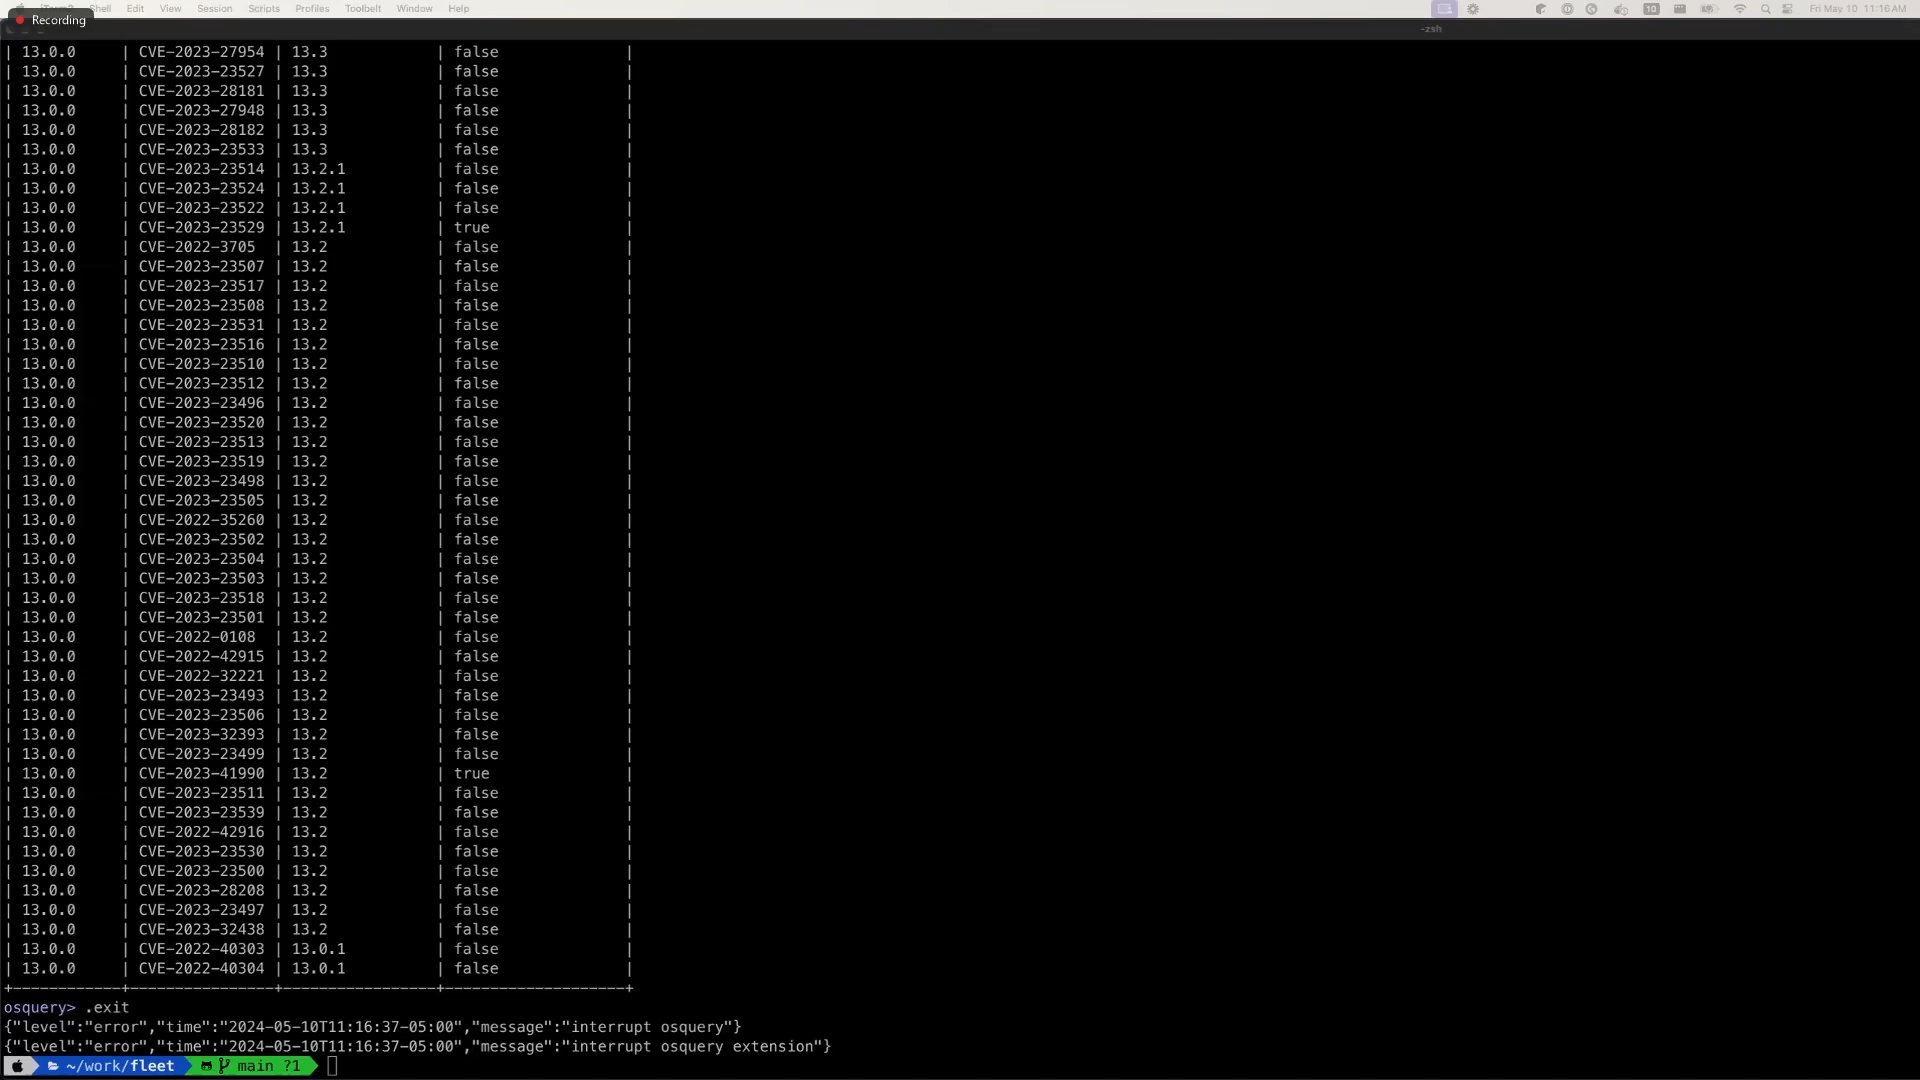 iTerm2 Shell Edit View Session Scripts Profiles Toolbelt Window Help 10 Fri May 10 11:16 AM
Recording
-zsh
| 13.0.0 | CVE-2023-27954 | 13.3 | false |
| 13.0.0 | CVE-2023-23527 | 13.3 | false |
| 13.0.0 | CVE-2023-28181 | 13.3 | false |
| 13.0.0 | CVE-2023-27948 | 13.3 | false |
| 13.0.0 | CVE-2023-28182 | 13.3 | false |
| 13.0.0 | CVE-2023-23533 | 13.3 | false |
| 13.0.0 | CVE-2023-23514 | 13.2.1 | false |
| 13.0.0 | CVE-2023-23524 | 13.2.1 | false |
| 13.0.0 | CVE-2023-23522 | 13.2.1 | false |
| 13.0.0 | CVE-2023-23529 | 13.2.1 | true |
| 13.0.0 | CVE-2022-3705 | 13.2 | false |
| 13.0.0 | CVE-2023-23507 | 13.2 | false |
| 13.0.0 | CVE-2023-23517 | 13.2 | false |
| 13.0.0 | CVE-2023-23508 | 13.2 | false |
| 13.0.0 | CVE-2023-23531 | 13.2 | false |
| 13.0.0 | CVE-2023-23516 | 13.2 | false |
| 13.0.0 | CVE-2023-23510 | 13.2 | false |
| 13.0.0 | CVE-2023-23512 | 13.2 | false |
| 13.0.0 | CVE-2023-23496 | 13.2 | false |
| 13.0.0 | CVE-2023-23520 | 13.2 | false |
| 13.0.0 | CVE-2023-23513 | 13.2 | false |
| 13.0.0 | CVE-2023-23519 | 13.2 | false |
| 13.0.0 | CVE-2023-23498 | 13.2 | false |
| 13.0.0 | CVE-2023-23505 | 13.2 | false |
| 13.0.0 | CVE-2022-35260 | 13.2 | false |
| 13.0.0 | CVE-2023-23502 | 13.2 | false |
| 13.0.0 | CVE-2023-23504 | 13.2 | false |
| 13.0.0 | CVE-2023-23503 | 13.2 | false |
| 13.0.0 | CVE-2023-23518 | 13.2 | false |
| 13.0.0 | CVE-2023-23501 | 13.2 | false |
| 13.0.0 | CVE-2022-0108 | 13.2 | false |
| 13.0.0 | CVE-2022-42915 | 13.2 | false |
| 13.0.0 | CVE-2022-32221 | 13.2 | false |
| 13.0.0 | CVE-2023-23493 | 13.2 | false |
| 13.0.0 | CVE-2023-23506 | 13.2 | false |
| 13.0.0 | CVE-2023-32393 | 13.2 | false |
| 13.0.0 | CVE-2023-23499 | 13.2 | false |
| 13.0.0 | CVE-2023-41990 | 13.2 | true |
| 13.0.0 | CVE-2023-23511 | 13.2 | false |
| 13.0.0 | CVE-2023-23539 | 13.2 | false |
| 13.0.0 | CVE-2022-42916 | 13.2 | false |
| 13.0.0 | CVE-2023-23530 | 13.2 | false |
| 13.0.0 | CVE-2023-23500 | 13.2 | false |
| 13.0.0 | CVE-2023-28208 | 13.2 | false |
| 13.0.0 | CVE-2023-23497 | 13.2 | false |
| 13.0.0 | CVE-2023-32438 | 13.2 | false |
| 13.0.0 | CVE-2022-40303 | 13.0.1 | false |
| 13.0.0 | CVE-2022-40304 | 13.0.1 | false |
+------------+----------------+-----------------+---------------------+
osquery> .exit
{"level":"error","time":"2024-05-10T11:16:37-05:00","message":"interrupt osquery"}
{"level":"error","time":"2024-05-10T11:16:37-05:00","message":"interrupt osquery extension"}
~/work/fleet main ?1